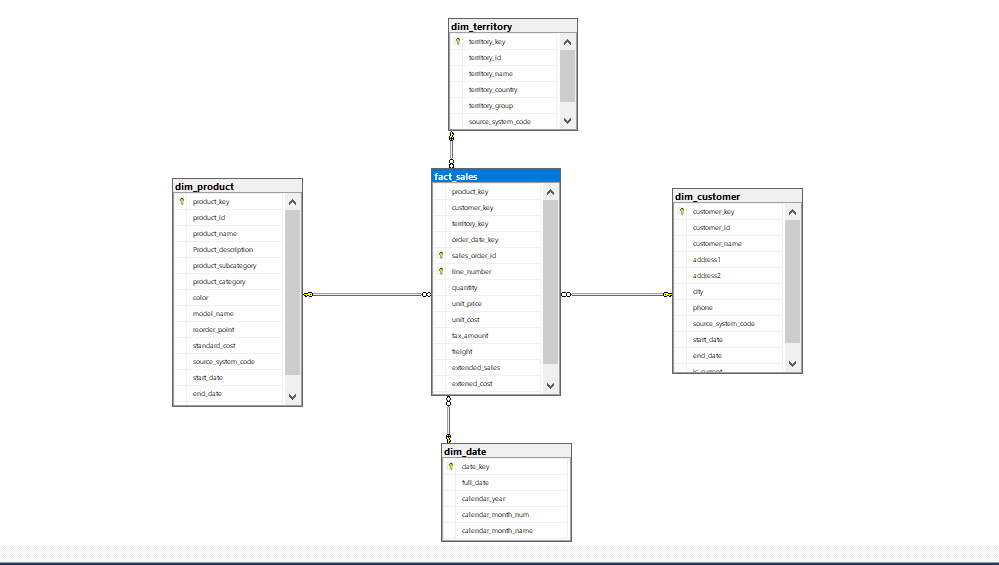 dim_territory
territory_key
territory_id
territory_name
territory_country
territory_group
source_system_code
dim_product
product_key
product_id
product_name
Product_description
product_subcategory
product_category
color
model_name
reorder_point
standard_cost
source_system_code
start_date
end_date
fact_sales
product_key
customer_key
territory_key
order_date_key
sales_order_id
line_number
quantity
unit_price
unit_cost
tax_amount
freight
extended_sales
extened_cost
dim_customer
customer_key
customer_id
customer_name
address1
address2
city
phone
source_system_code
start_date
end_date
is_current
dim_date
date_key
full_date
calendar_year
calendar_month_num
calendar_month_name